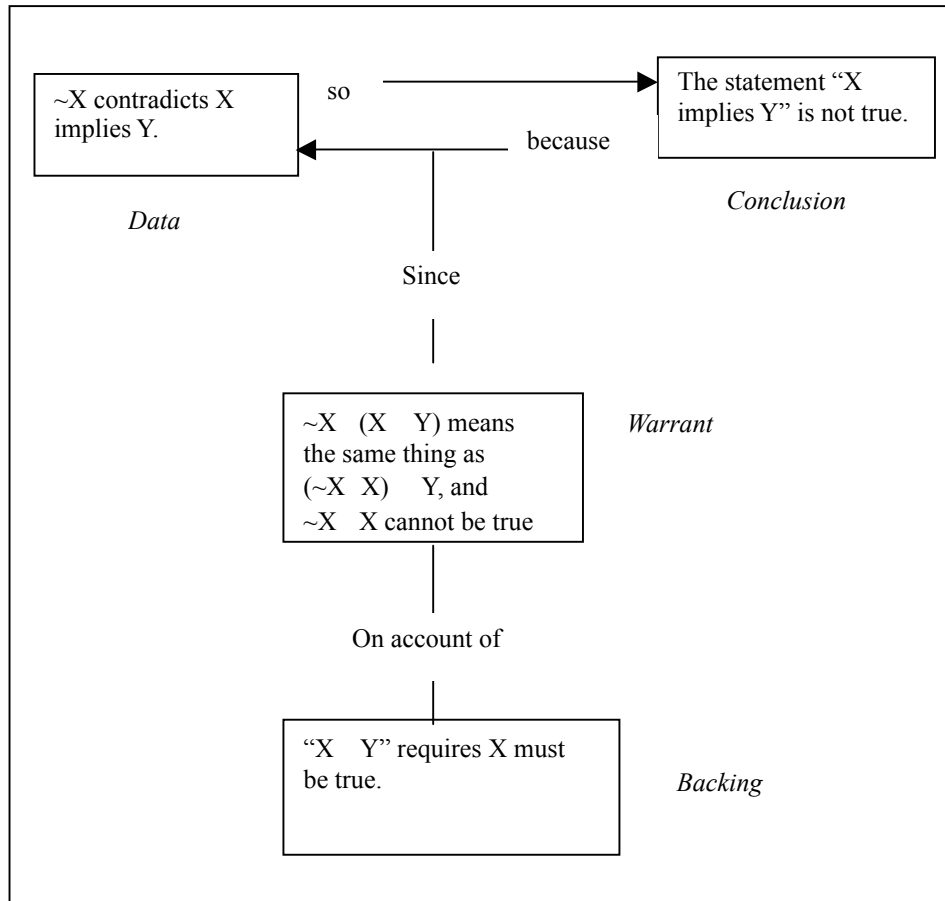 ~X contradicts X
implies Y.
so
The statement “X
implies Y” is not true.
because
Data
Conclusion
Since
~X (X Y) means
the same thing as
(~X X) Y, and
~X X cannot be true
Warrant
On account of
“X Y” requires X must
be true.
Backing